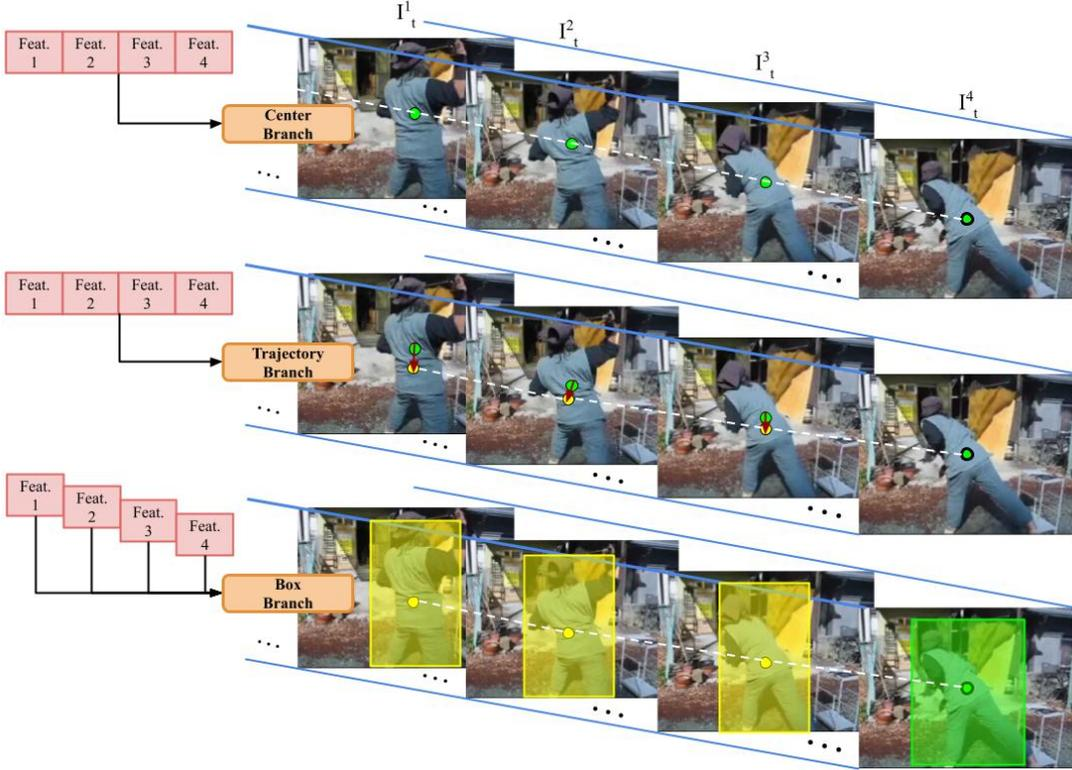 I¹ₜ
I²ₜ
I³ₜ
I⁴ₜ
Feat. 1
Feat. 2
Feat. 3
Feat. 4
Center
Branch
...
...
...
...
Feat. 1
Feat. 2
Feat. 3
Feat. 4
Trajectory
Branch
...
...
...
...
Feat. 1
Feat. 2
Feat. 3
Feat. 4
Box
Branch
...
...
...
...